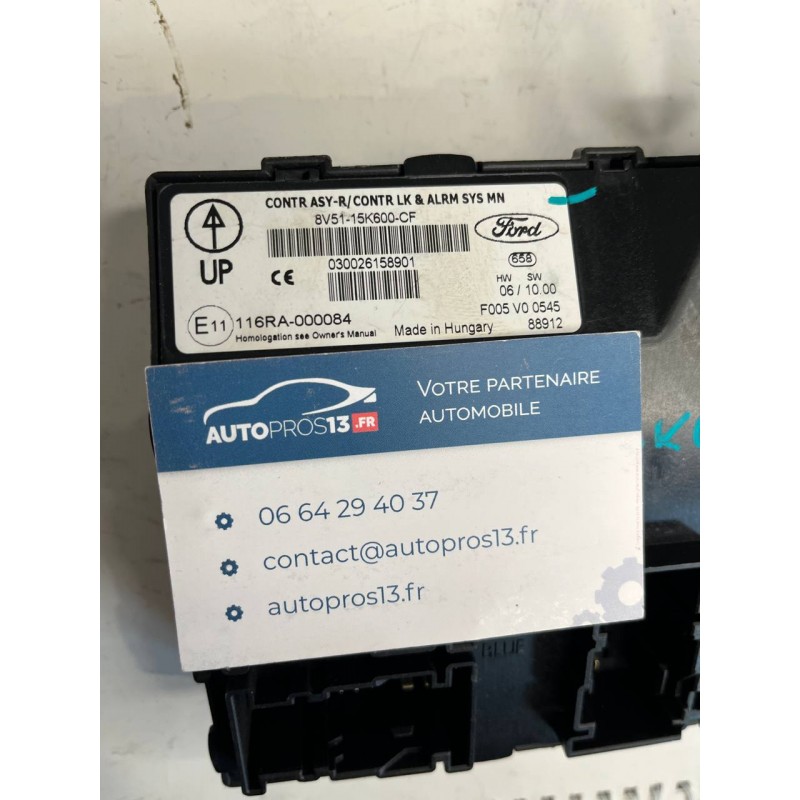 CONTR ASY-R/ CONTR LK & ALRM SYS MN
8V51-15K600-CF
Ford
UP
CE
030026158901
658
HW SW
06 / 10.00
E11
116RA-000084
Homologation see Owner's Manual
Made in Hungary
F005 V0 0545
88912
AUTOPROS13.FR
VOTRE PARTENAIRE
AUTOMOBILE
06 64 29 40 37
contact@autopros13.fr
autopros13.fr
BLUE